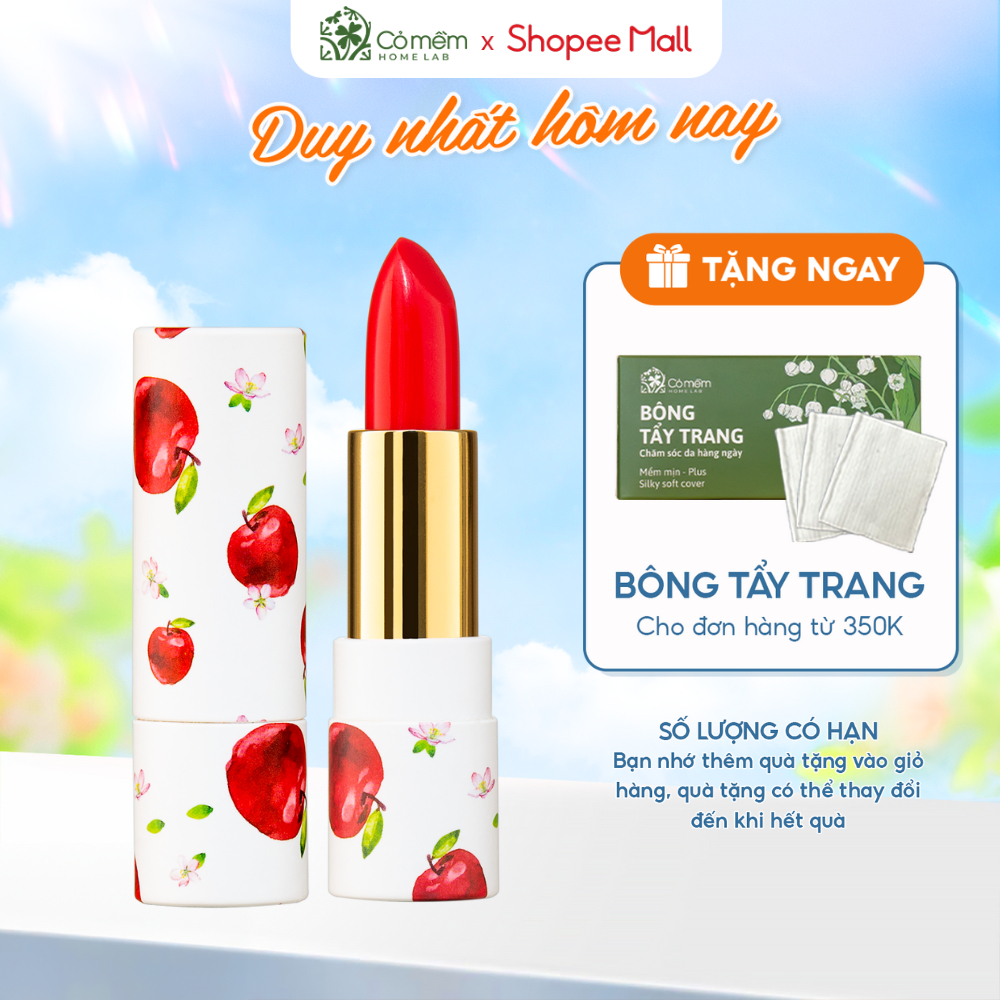 Cỏ mềm x Shopee Mall
HOME LAB
Duy nhất hôm nay
TẶNG NGAY
Cỏ mềm
HOME LAB
BÔNG
TẨY TRANG
Chăm sóc da hàng ngày
Mềm mịn - Plus
Silky soft cover
BÔNG TẨY TRANG
Cho đơn hàng từ 350K
SỐ LƯỢNG CÓ HẠN
Bạn nhớ thêm quà tặng vào giỏ
hàng, quà tặng có thể thay đổi
đến khi hết quà